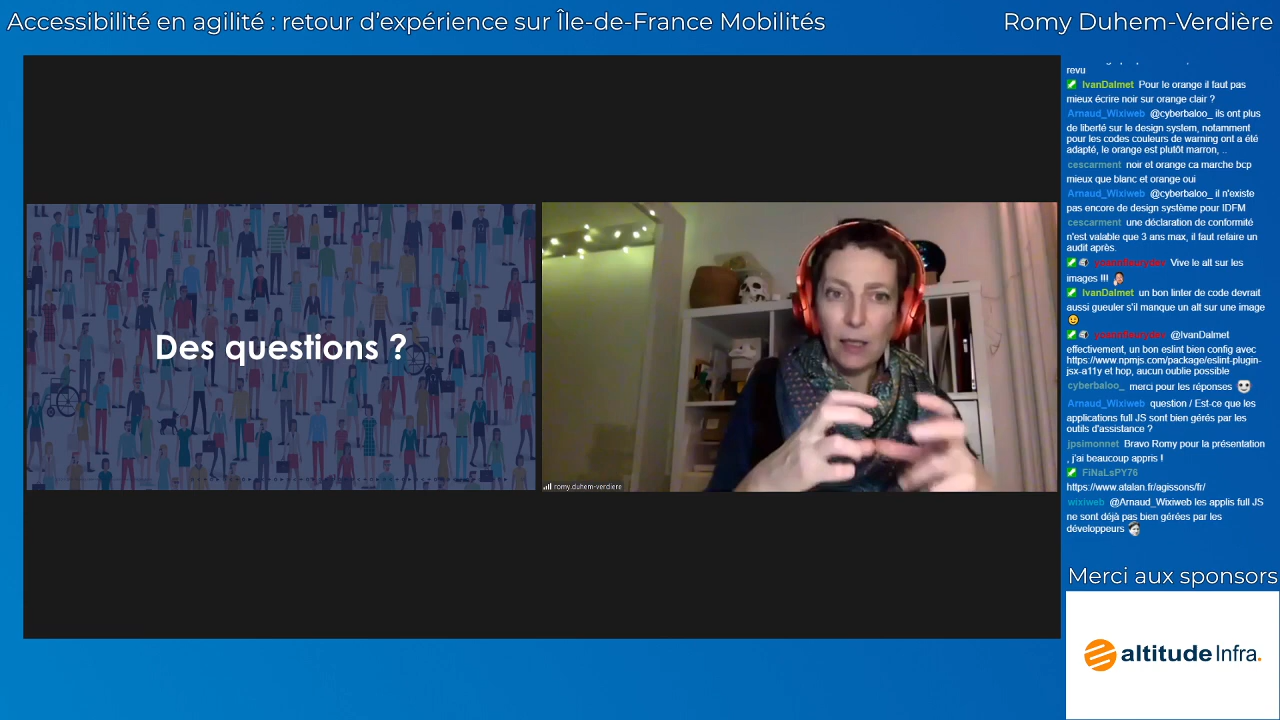 Accessibilité en agilité : retour d’expérience sur Île-de-France Mobilités
Romy Duhem-Verdière
Des questions ?
romy.duhem-verdiere
revu
IvanDalmet Pour le orange il faut pas
mieux écrire noir sur orange clair ?
Arnaud_Wixiweb @cyberbaloo_ ils ont plus
de liberté sur le design system, notamment
pour les codes couleurs de warning ont a été
adapté, le orange est plutôt marron, ..
cescarment noir et orange ca marche bcp
mieux que blanc et orange oui
Arnaud_Wixiweb @cyberbaloo_ il n'existe
pas encore de design système pour IDFM
cescarment une déclaration de conformité
n'est valable que 3 ans max, il faut refaire un
audit après.
yoannfleurydev Vive le alt sur les
images !!!
IvanDalmet un bon linter de code devrait
aussi gueuler s'il manque un alt sur une image
yoannfleurydev @IvanDalmet
effectivement, un bon eslint bien config avec
https://www.npmjs.com/package/eslint-plugin-
jsx-a11y et hop, aucun oublie possible
cyberbaloo_ merci pour les réponses
Arnaud_Wixiweb question / Est-ce que les
applications full JS sont bien gérés par les
outils d'assistance ?
jpsimonnet Bravo Romy pour la présentation
, j'ai beaucoup appris !
FiNaLsPY76
https://www.atalan.fr/agissons/fr/
wixiweb @Arnaud_Wixiweb les applis full JS
ne sont déjà pas bien gérées par les
développeurs
Merci aux sponsors
altitude Infra.